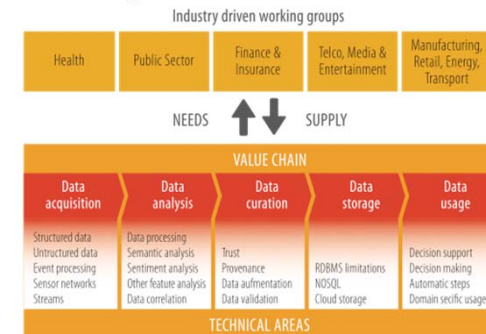 Industry driven working groups
Health
Public Sector
Finance &
Insurance
Telco, Media &
Entertainment
Manufacturing,
Retail, Energy,
Transport
NEEDS
SUPPLY
VALUE CHAIN
Data
acquisition
Data
analysis
Data
curation
Data
storage
Data
usage
Structured data
Untructured data
Event processing
Sensor networks
Streams
Data processing
Semantic analysis
Sentiment analysis
Other feature analysis
Data correlation
Trust
Provenance
Data aufmentation
Data validation
RDBMS limitations
NOSQL
Cloud storage
Decision support
Decision making
Automatic steps
Domain secific usage
TECHNICAL AREAS